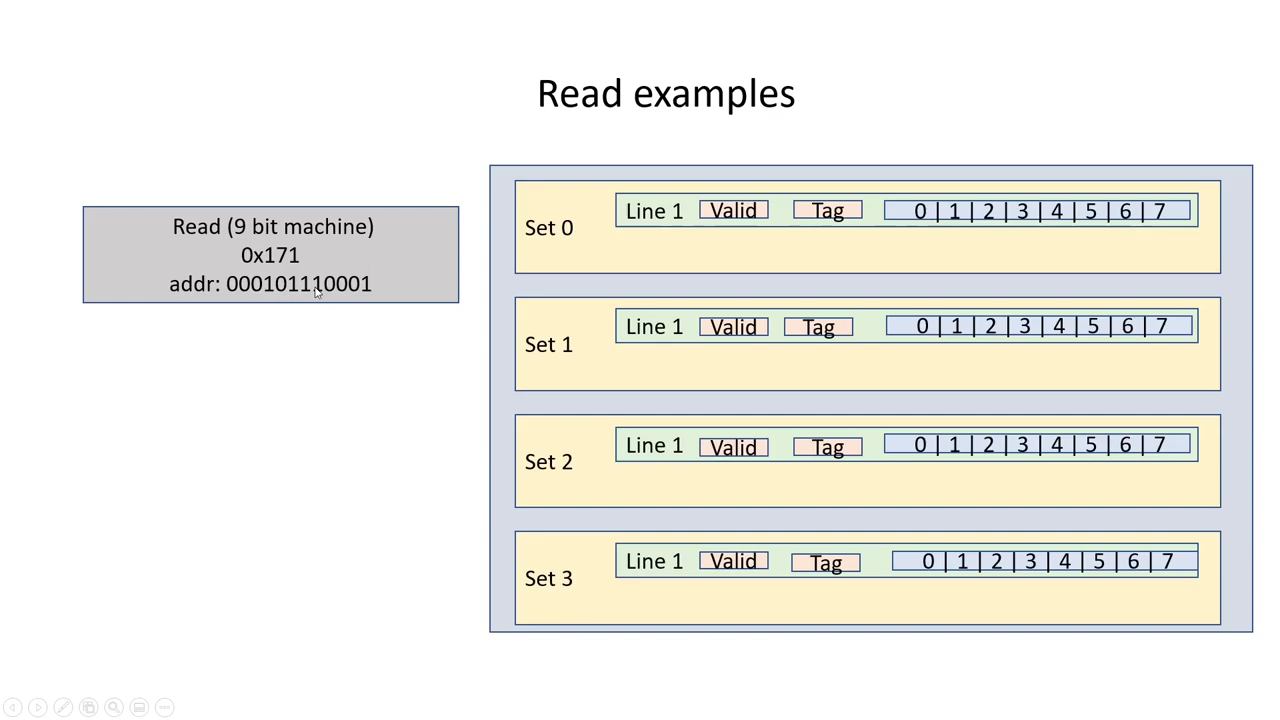 Read examples
Read (9 bit machine)
0x171
addr: 000101110001
Set 0
Line 1 Valid Tag 0 | 1 | 2 | 3 | 4 | 5 | 6 | 7
Set 1
Line 1 Valid Tag 0 | 1 | 2 | 3 | 4 | 5 | 6 | 7
Set 2
Line 1 Valid Tag 0 | 1 | 2 | 3 | 4 | 5 | 6 | 7
Set 3
Line 1 Valid Tag 0 | 1 | 2 | 3 | 4 | 5 | 6 | 7